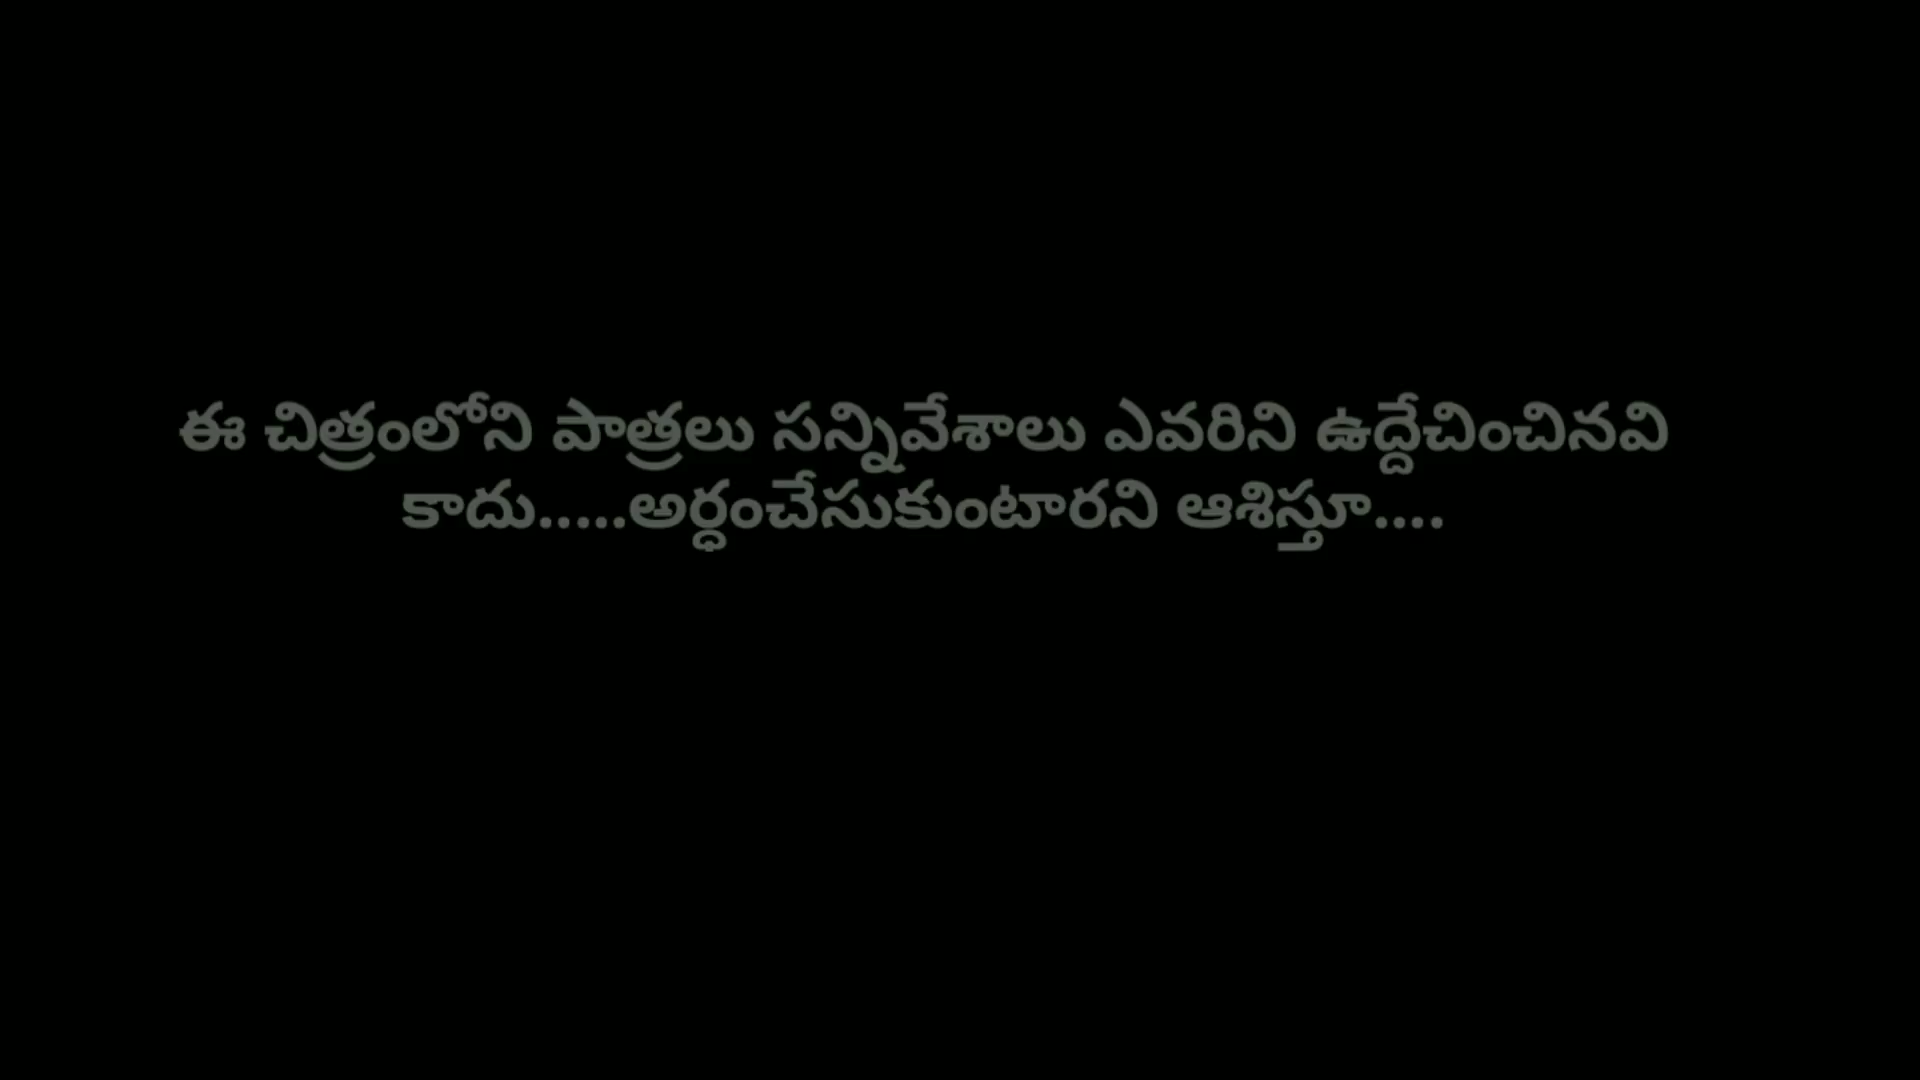 ఈ చిత్రంలోని పాత్రలు సన్నివేశాలు ఎవరిని ఉద్దేచించినవి
కాదు.....అర్ధంచేసుకుంటారని ఆశిస్తూ....